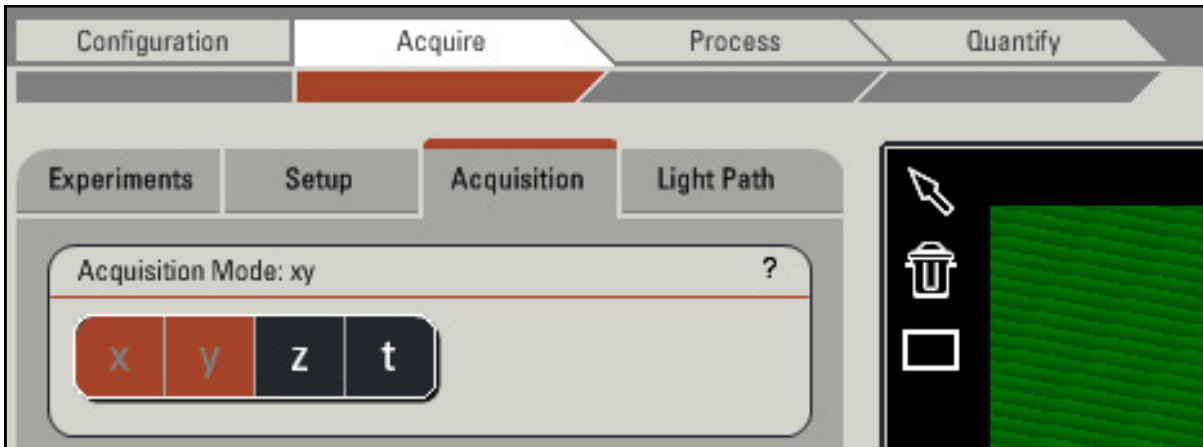 Configuration Acquire Process Quantify
Experiments Setup Acquisition Light Path
Acquisition Mode: xy ?
x y z t